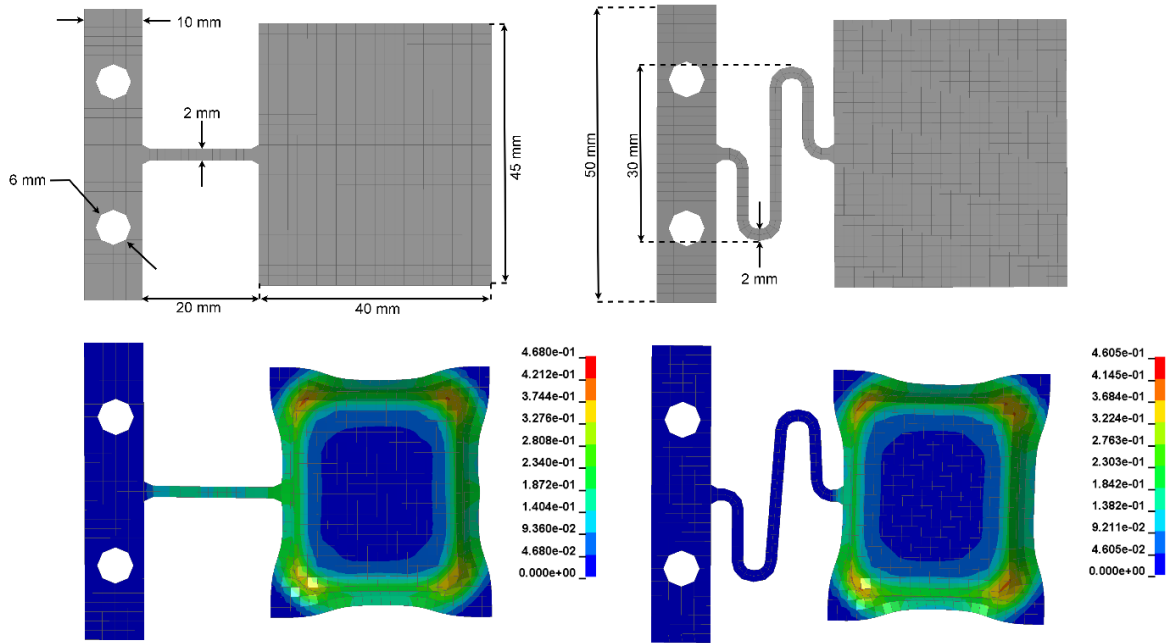 10 mm
2 mm
6 mm
45 mm
20 mm
40 mm
50 mm
30 mm
2 mm
4.680e-01
4.212e-01
3.744e-01
3.276e-01
2.808e-01
2.340e-01
1.872e-01
1.404e-01
9.360e-02
4.680e-02
0.000e+00
4.605e-01
4.145e-01
3.684e-01
3.224e-01
2.763e-01
2.303e-01
1.842e-01
1.382e-01
9.211e-02
4.605e-02
0.000e+00